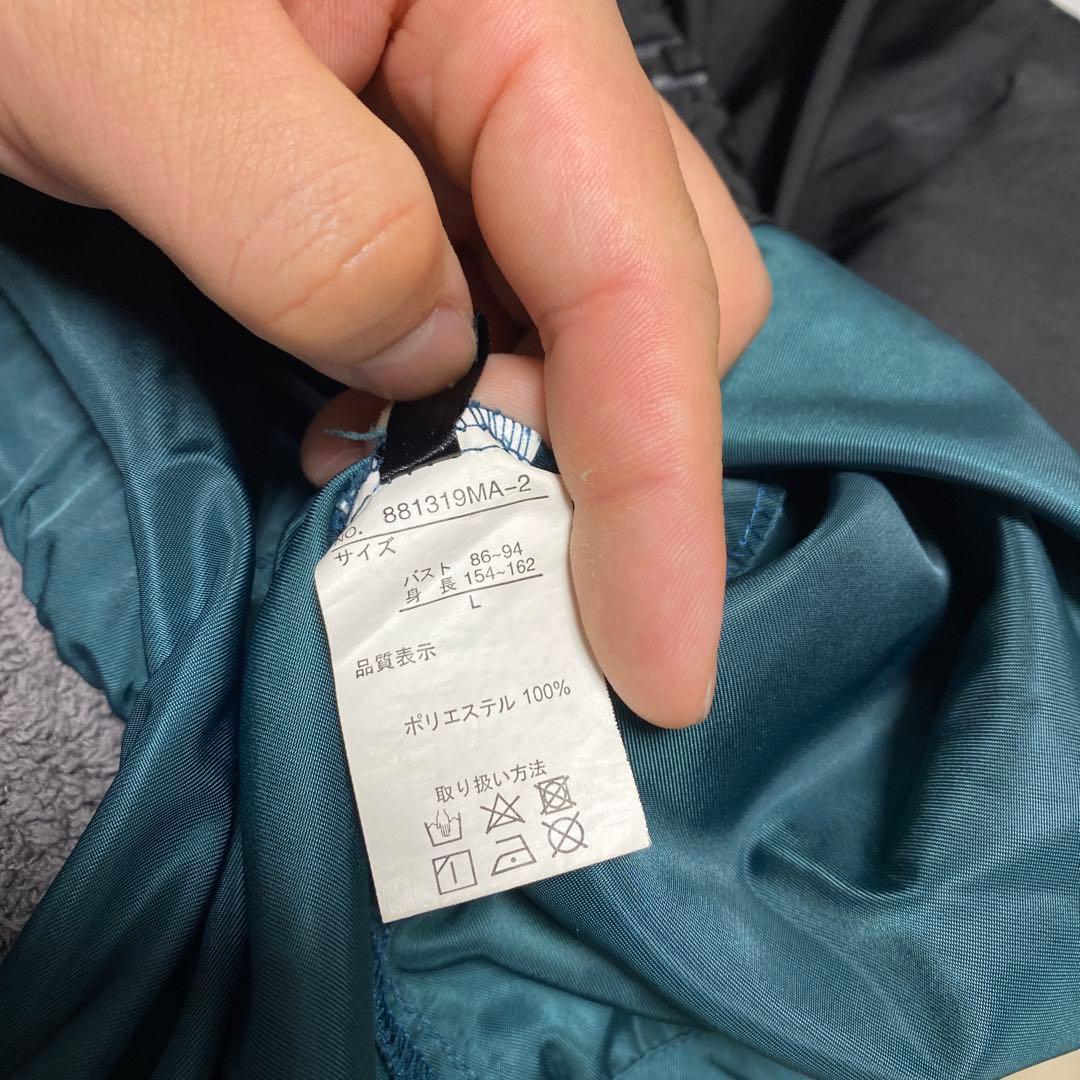 NO. 881319MA-2
サイズ
バスト 86~94
身長 154~162
L
品質表示
ポリエステル 100%
取り扱い方法